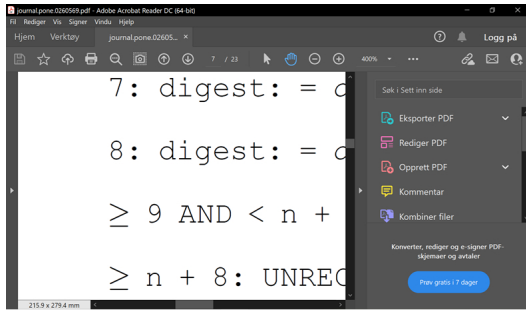 journal.pone.0260569.pdf - Adobe Acrobat Reader DC (64-bit)
Fil Rediger Vis Signer Vindu Hjelp
Hjem Verktøy journal.pone.02605... × Logg på
7 / 23 400%
7: digest: =
8: digest: =
≥ 9 AND < n +
≥ n + 8: UNREC
Søk i Sett inn side
Eksporter PDF
Rediger PDF
Opprett PDF
Kommentar
Kombiner filer
Konverter, rediger og e-signer PDF-
skjemaer og avtaler
Prøv gratis i 7 dager
215.9 x 279.4 mm